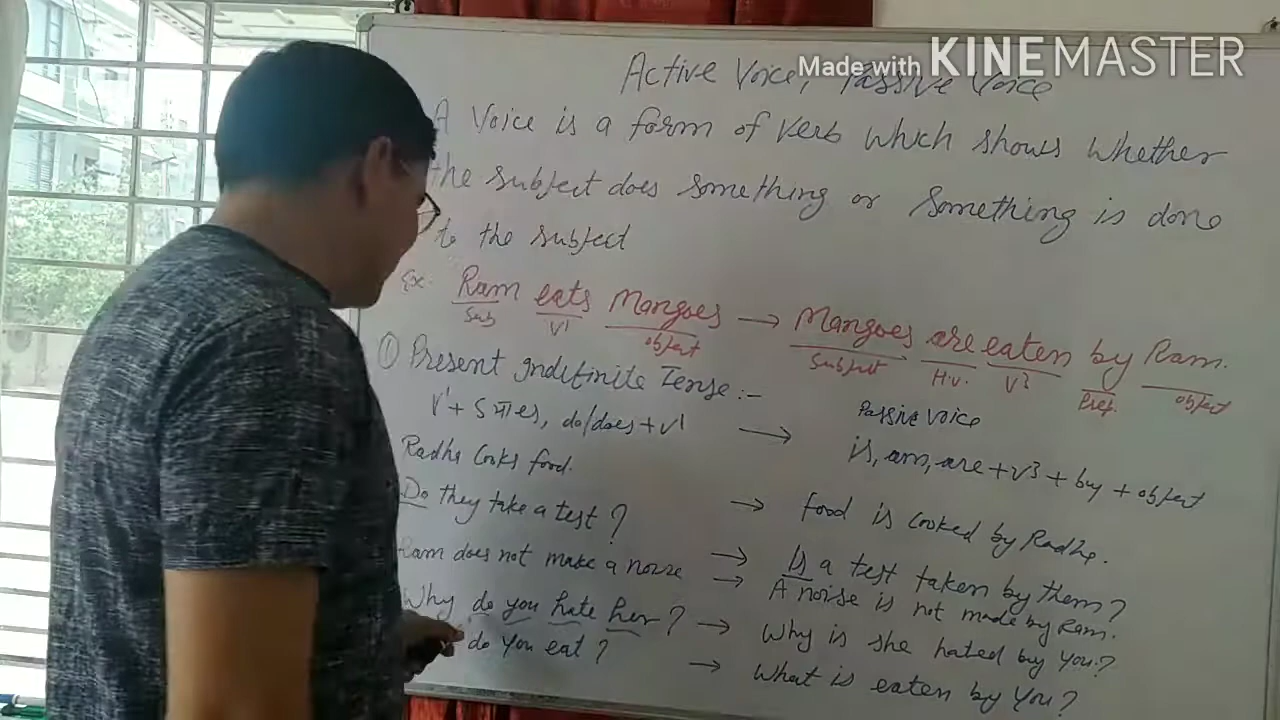 Made with KINEMASTER
Active Voice, Passive Voice
A Voice is a form of verb which shows whether
the subject does something or something is done
to the subject
Ex. Ram eats Mangoes → Mangoes are eaten by Ram.
Sub V1 object Subject H.V. V3 Prep. object
① Present Indefinite Tense :-
Passive voice
V1 + s या es, do/does + V1 → is, am, are + V3 + buy + object
Radha Cooks food. → food is cooked by Radha.
Do they take a test ? → Is a test taken by them ?
Ram does not make a noise → A noise is not made by Ram.
Why do you hate her ? → Why is she hated by you ?
do you eat ? → What is eaten by you ?